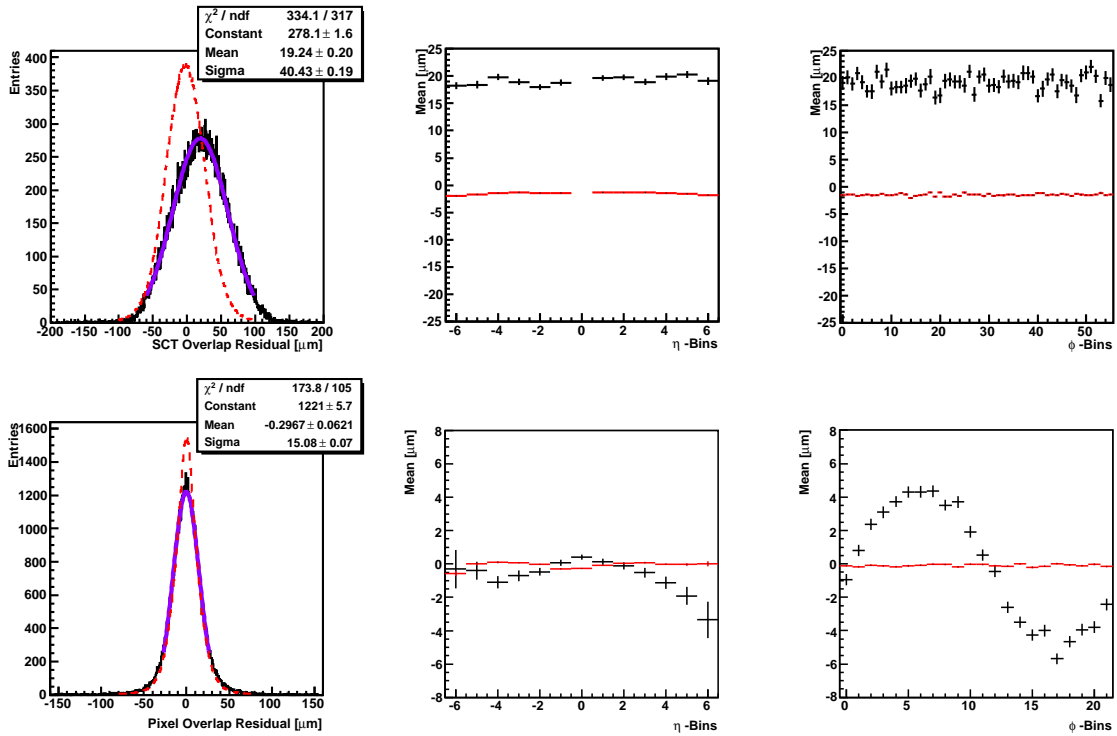 χ² / ndf 334.1 / 317
Constant 278.1 ± 1.6
Mean 19.24 ± 0.20
Sigma 40.43 ± 0.19
Entries
400
350
300
250
200
150
100
50
0
-200 -150 -100 -50 0 50 100 150 200
SCT Overlap Residual [μm]
Mean [μm]
25
20
15
10
5
0
-5
-10
-15
-20
-25
-6 -4 -2 0 2 4 6
η -Bins
Mean [μm]
25
20
15
10
5
0
-5
-10
-15
-20
-25
0 10 20 30 40 50
ϕ -Bins
χ² / ndf 173.8 / 105
Constant 1221 ± 5.7
Mean -0.2967 ± 0.0621
Sigma 15.08 ± 0.07
Entries
1600
1400
1200
1000
800
600
400
200
0
-150 -100 -50 0 50 100 150
Pixel Overlap Residual [μm]
Mean [μm]
8
6
4
2
0
-2
-4
-6
-8
-6 -4 -2 0 2 4 6
η -Bins
Mean [μm]
8
6
4
2
0
-2
-4
-6
-8
0 5 10 15 20
ϕ -Bins